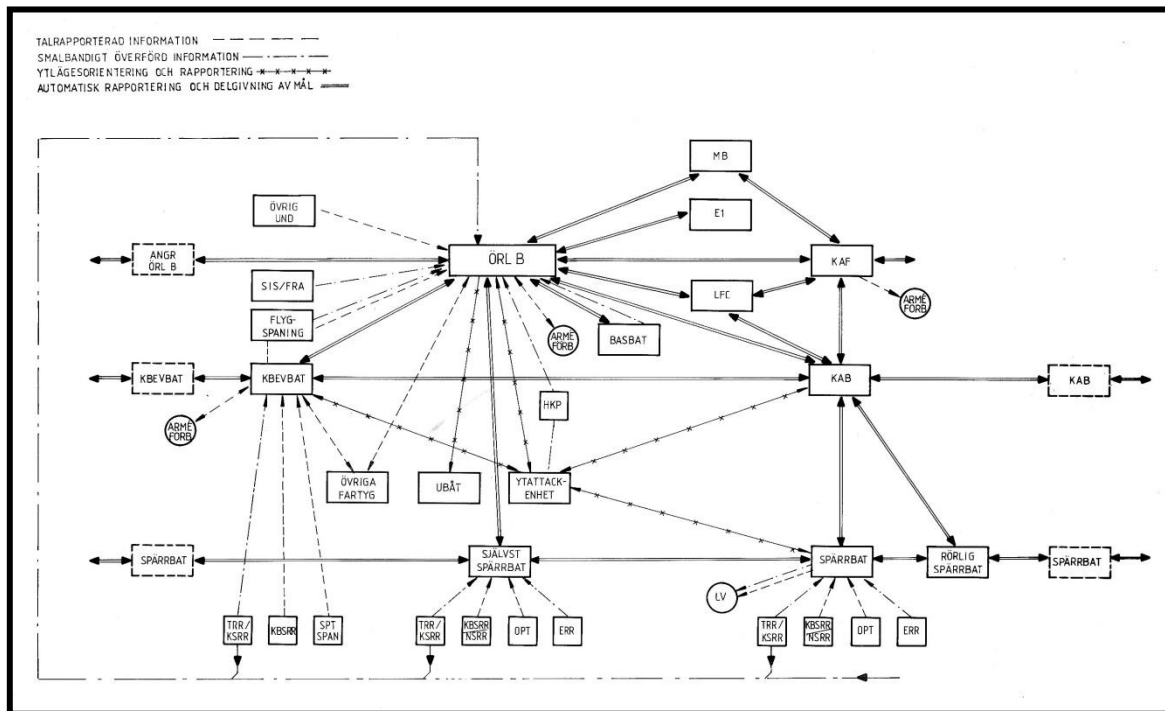 TALRAPPORTERAD INFORMATION
SMALBANDIGT ÖVERFÖRD INFORMATION
YTLÄGESORIENTERING OCH RAPPORTERING
AUTOMATISK RAPPORTERING OCH DELGIVNING AV MÅL
MB
ÖVRIG
UND
E1
ANGR
ÖRL B
ÖRL B
KAF
SIS/FRA
LFC
ARMÉ
FÖRB
FLYG-
SPANING
ARMÉ
FÖRB
BASBAT
KBEVBAT
KBEVBAT
KAB
KAB
HKP
ARMÉ
FÖRB
ÖVRIGA
FARTYG
UBÅT
YTATTACK-
ENHET
SPÄRRBAT
SJÄLVST
SPÄRRBAT
SPÄRRBAT
RÖRLIG
SPÄRRBAT
SPÄRRBAT
LV
TRR/
KSRR
KBSRR
SPT
SPAN
TRR/
KSRR
KBSRR
NSRR
OPT
ERR
TRR/
KSRR
KBSRR
NSRR
OPT
ERR